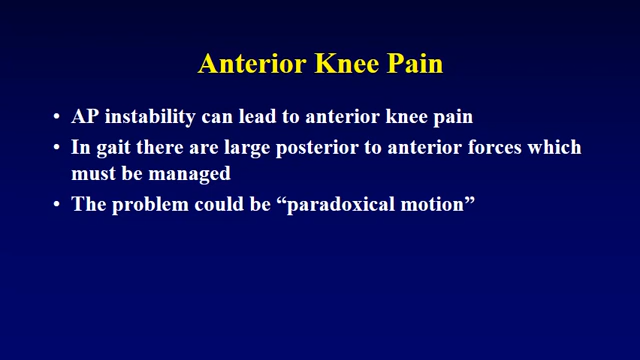 Anterior Knee Pain
• AP instability can lead to anterior knee pain
• In gait there are large posterior to anterior forces which
must be managed
• The problem could be “paradoxical motion”